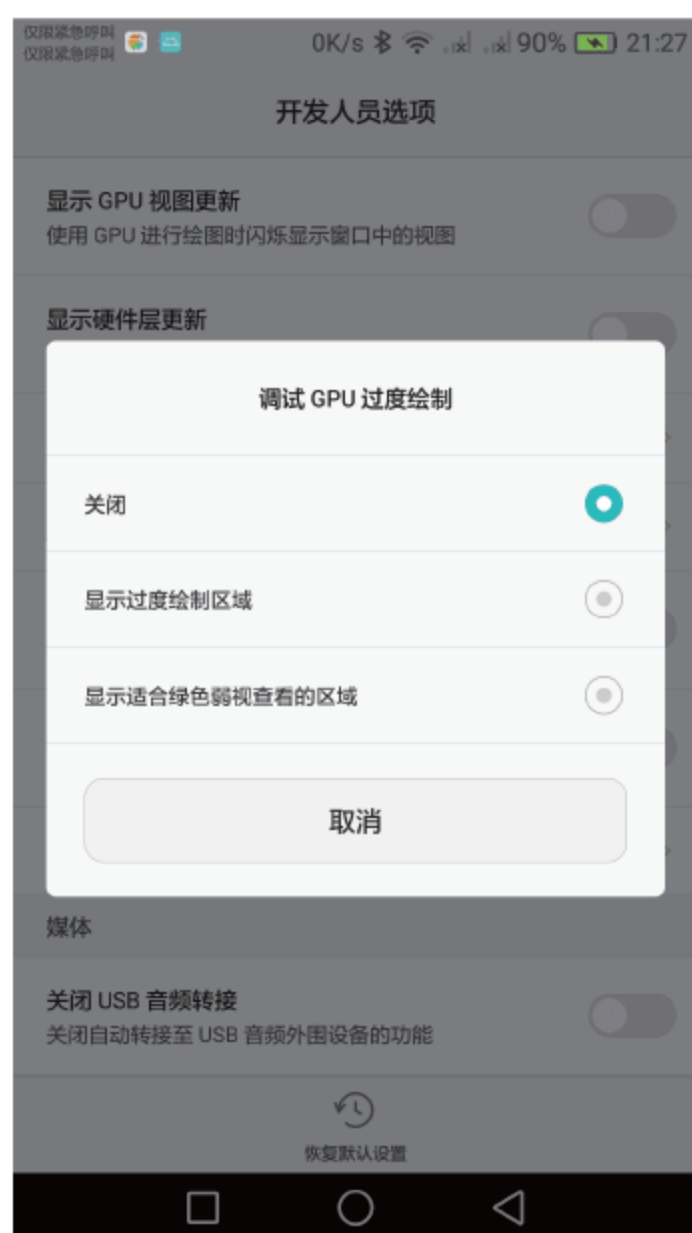 仅限紧急呼叫
仅限紧急呼叫
0K/s 90% 21:27
开发人员选项
显示 GPU 视图更新
使用 GPU 进行绘图时闪烁显示窗口中的视图
显示硬件层更新
调试 GPU 过度绘制
关闭
显示过度绘制区域
显示适合绿色弱视查看的区域
取消
媒体
关闭 USB 音频转接
关闭自动转接至 USB 音频外围设备的功能
恢复默认设置